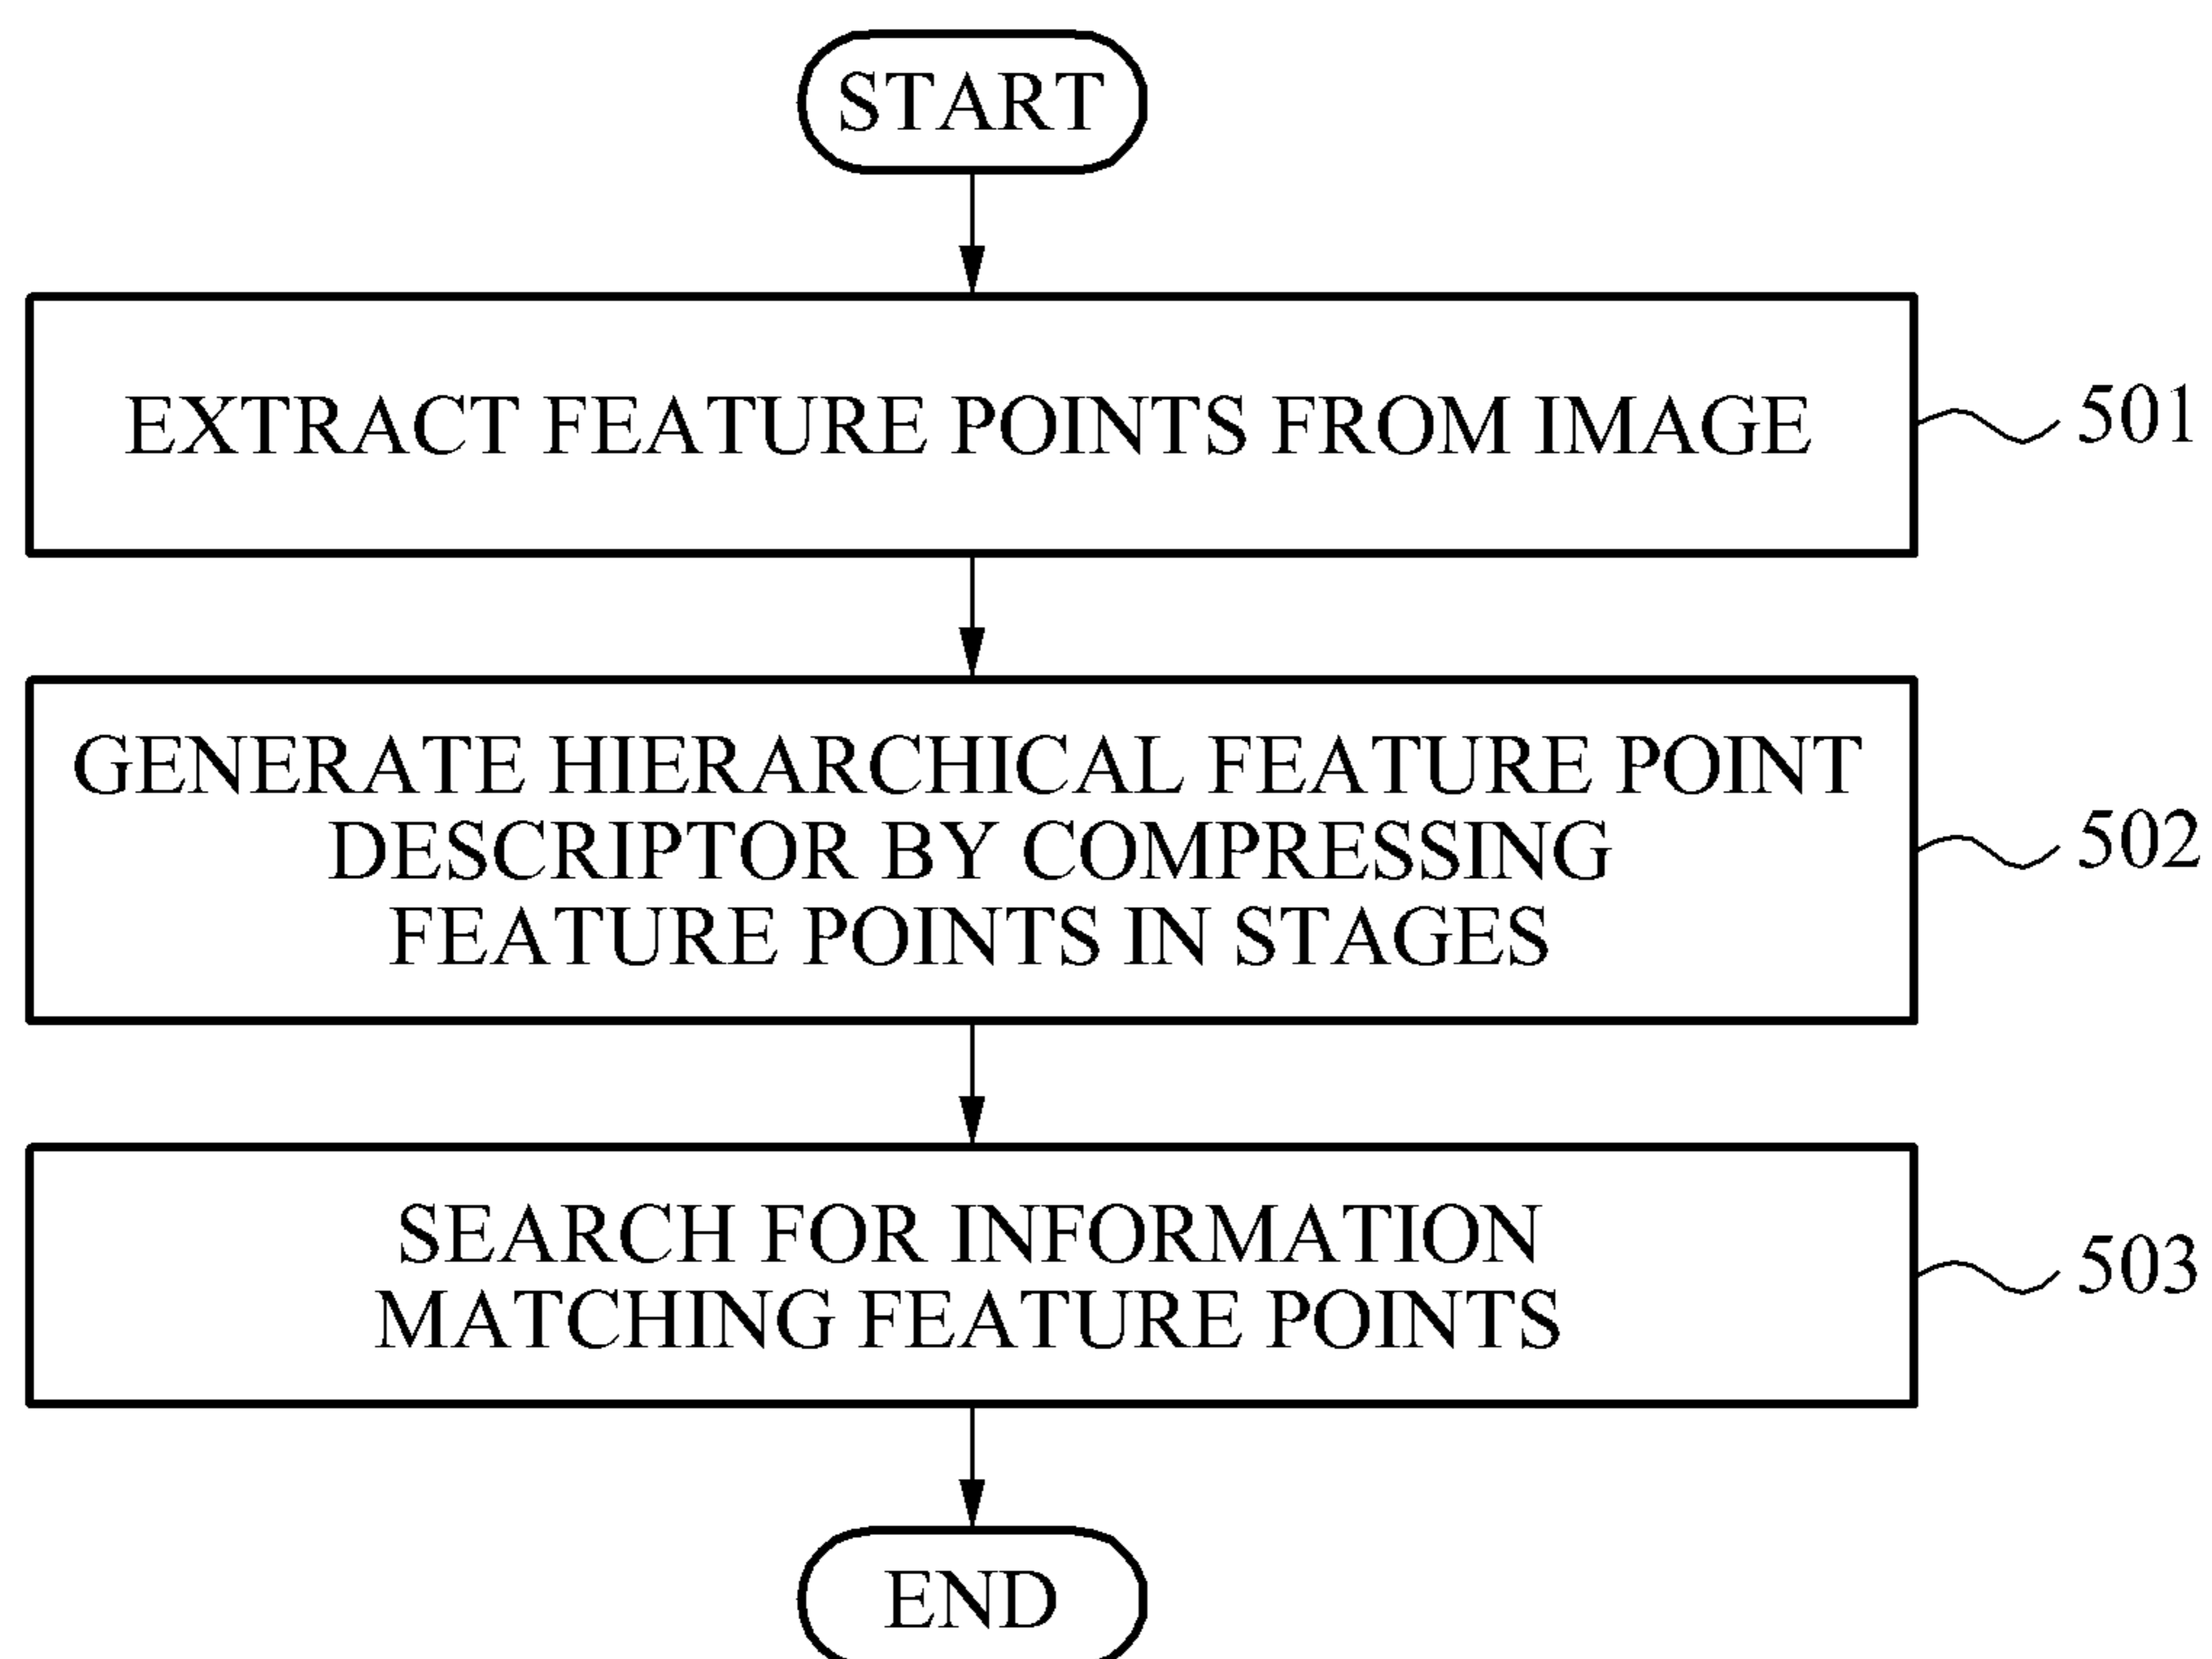 START
EXTRACT FEATURE POINTS FROM IMAGE
501
GENERATE HIERARCHICAL FEATURE POINT
DESCRIPTOR BY COMPRESSING
FEATURE POINTS IN STAGES
502
SEARCH FOR INFORMATION
MATCHING FEATURE POINTS
503
END